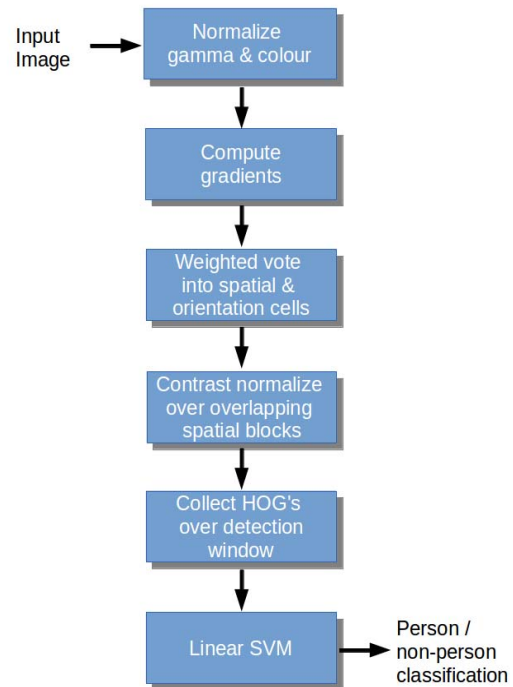 Input
Image
Normalize
gamma & colour
Compute
gradients
Weighted vote
into spatial &
orientation cells
Contrast normalize
over overlapping
spatial blocks
Collect HOG's
over detection
window
Linear SVM
Person /
non-person
classification